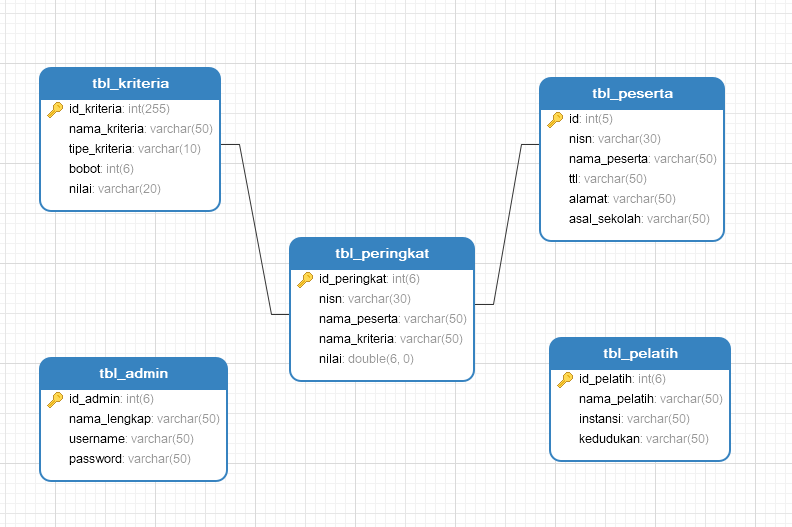 tbl_kriteria
id_kriteria: int(255)
nama_kriteria: varchar(50)
tipe_kriteria: varchar(10)
bobot: int(6)
nilai: varchar(20)
tbl_peserta
id: int(5)
nisn: varchar(30)
nama_peserta: varchar(50)
ttl: varchar(50)
alamat: varchar(50)
asal_sekolah: varchar(50)
tbl_peringkat
id_peringkat: int(6)
nisn: varchar(30)
nama_peserta: varchar(50)
nama_kriteria: varchar(50)
nilai: double(6, 0)
tbl_admin
id_admin: int(6)
nama_lengkap: varchar(50)
username: varchar(50)
password: varchar(50)
tbl_pelatih
id_pelatih: int(6)
nama_pelatih: varchar(50)
instansi: varchar(50)
kedudukan: varchar(50)